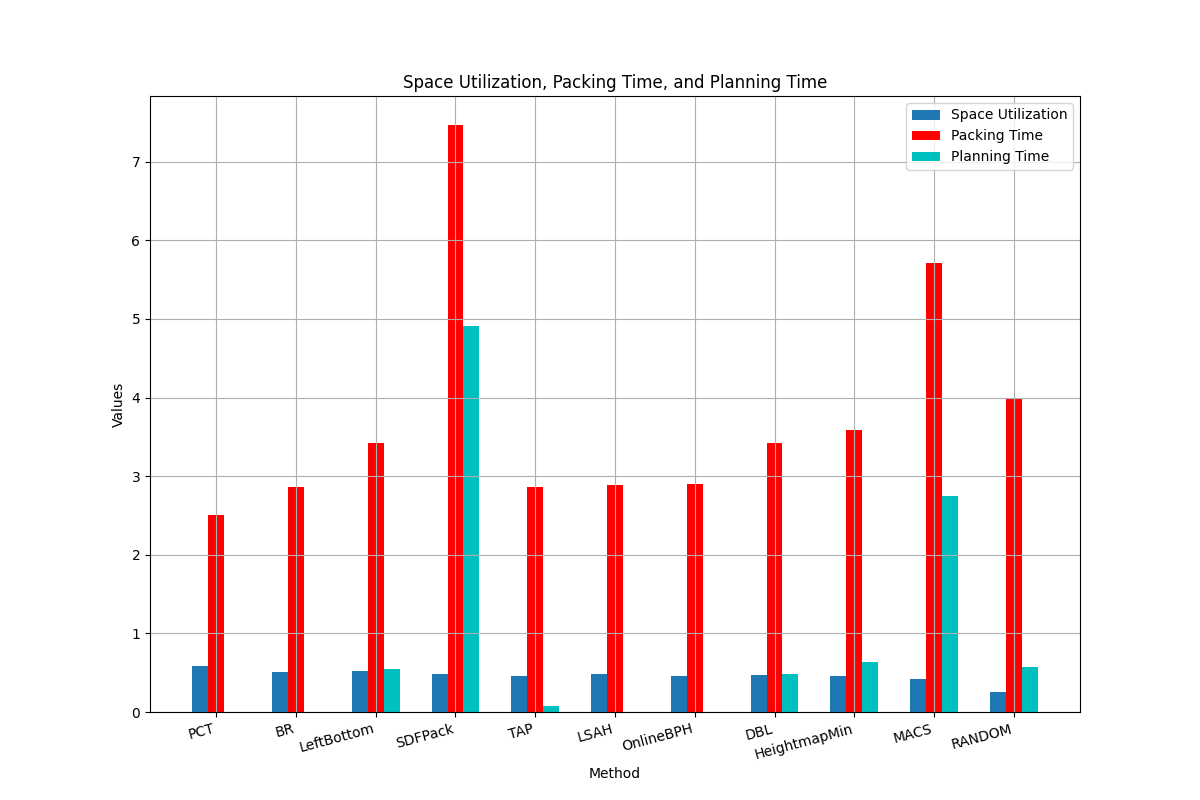 Space Utilization, Packing Time, and Planning Time
Space Utilization
Packing Time
Planning Time
Values
7
6
5
4
3
2
1
0
PCT
BR
LeftBottom
SDFPack
TAP
LSAH
OnlineBPH
DBL
HeightmapMin
MACS
RANDOM
Method